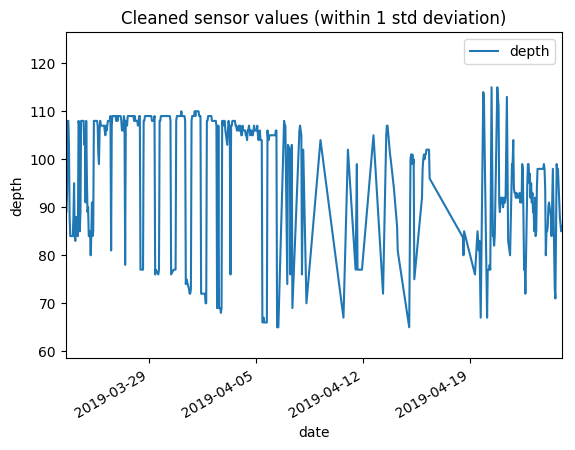 Cleaned sensor values (within 1 std deviation)
depth
120
110
100
90
80
70
60
depth
2019-03-29
2019-04-05
2019-04-12
2019-04-19
date